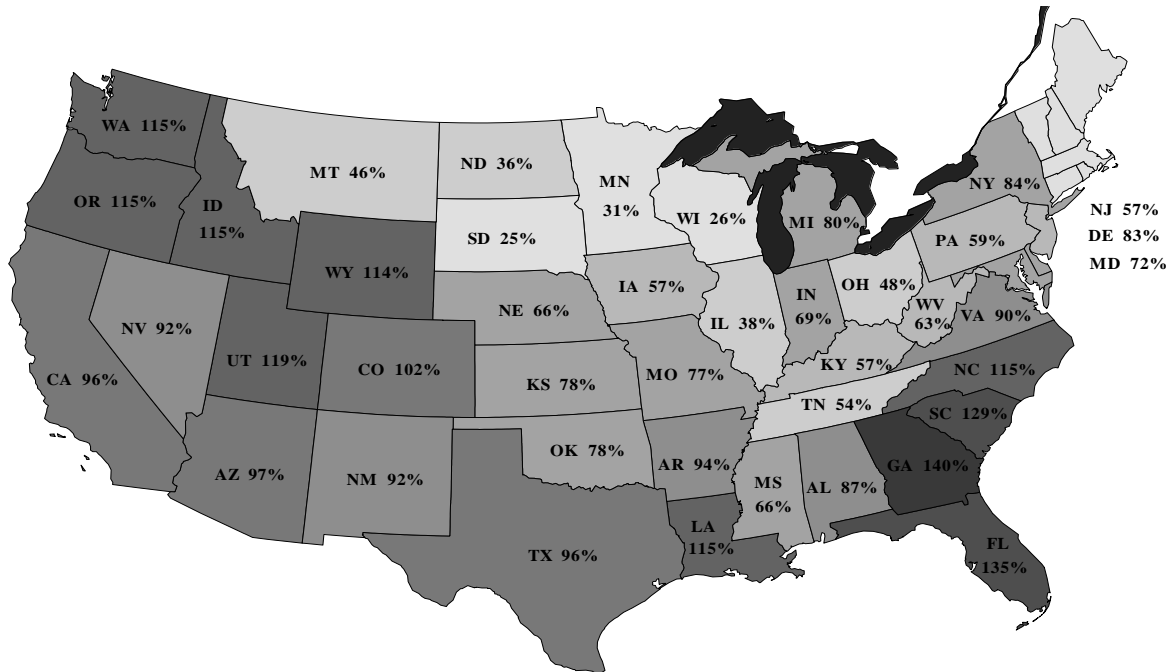 WA 115%
MT 46%
ND 36%
MN
31%
OR 115%
ID
115%
WI 26%
MI 80%
NY 84%
NJ 57%
DE 83%
MD 72%
SD 25%
WY 114%
PA 59%
IA 57%
OH 48%
NE 66%
IN
69%
WV
63%
NV 92%
IL 38%
VA 90%
UT 119%
CO 102%
CA 96%
KS 78%
MO 77%
KY 57%
NC 115%
TN 54%
SC 129%
OK 78%
AR 94%
GA 140%
AZ 97%
NM 92%
MS
66%
AL 87%
LA
115%
TX 96%
FL
135%